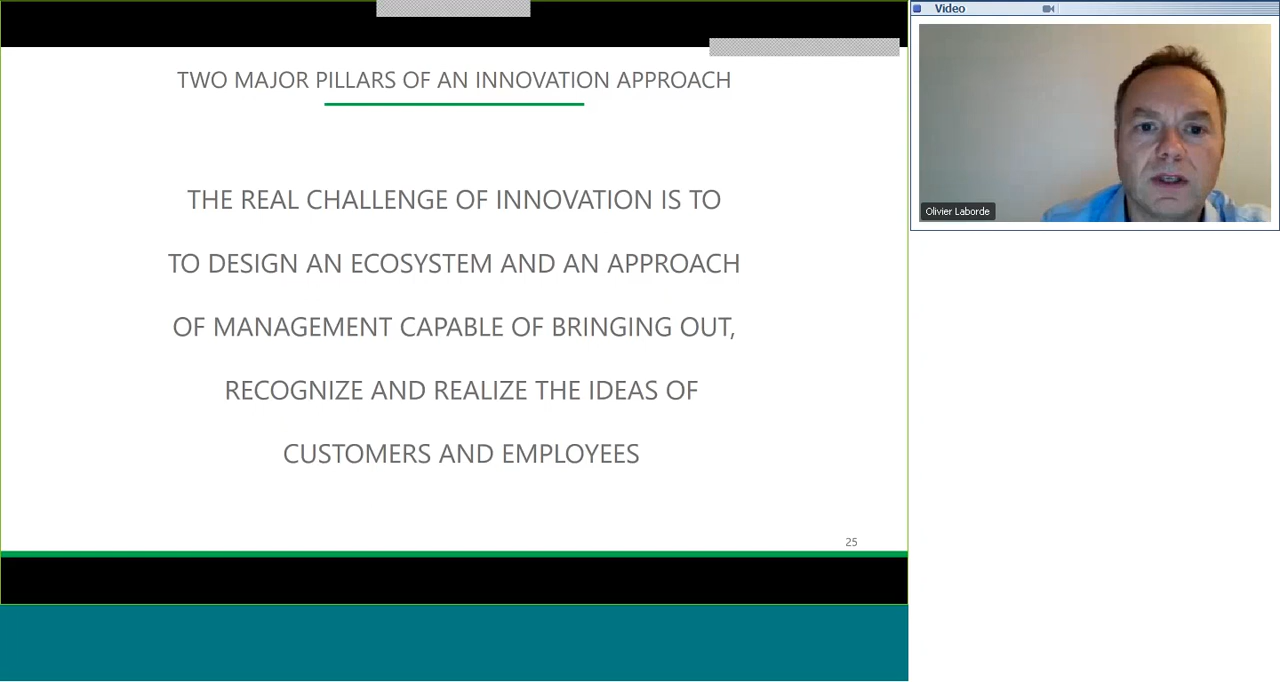 TWO MAJOR PILLARS OF AN INNOVATION APPROACH
THE REAL CHALLENGE OF INNOVATION IS TO
TO DESIGN AN ECOSYSTEM AND AN APPROACH
OF MANAGEMENT CAPABLE OF BRINGING OUT,
RECOGNIZE AND REALIZE THE IDEAS OF
CUSTOMERS AND EMPLOYEES
25
Video
Olivier Laborde